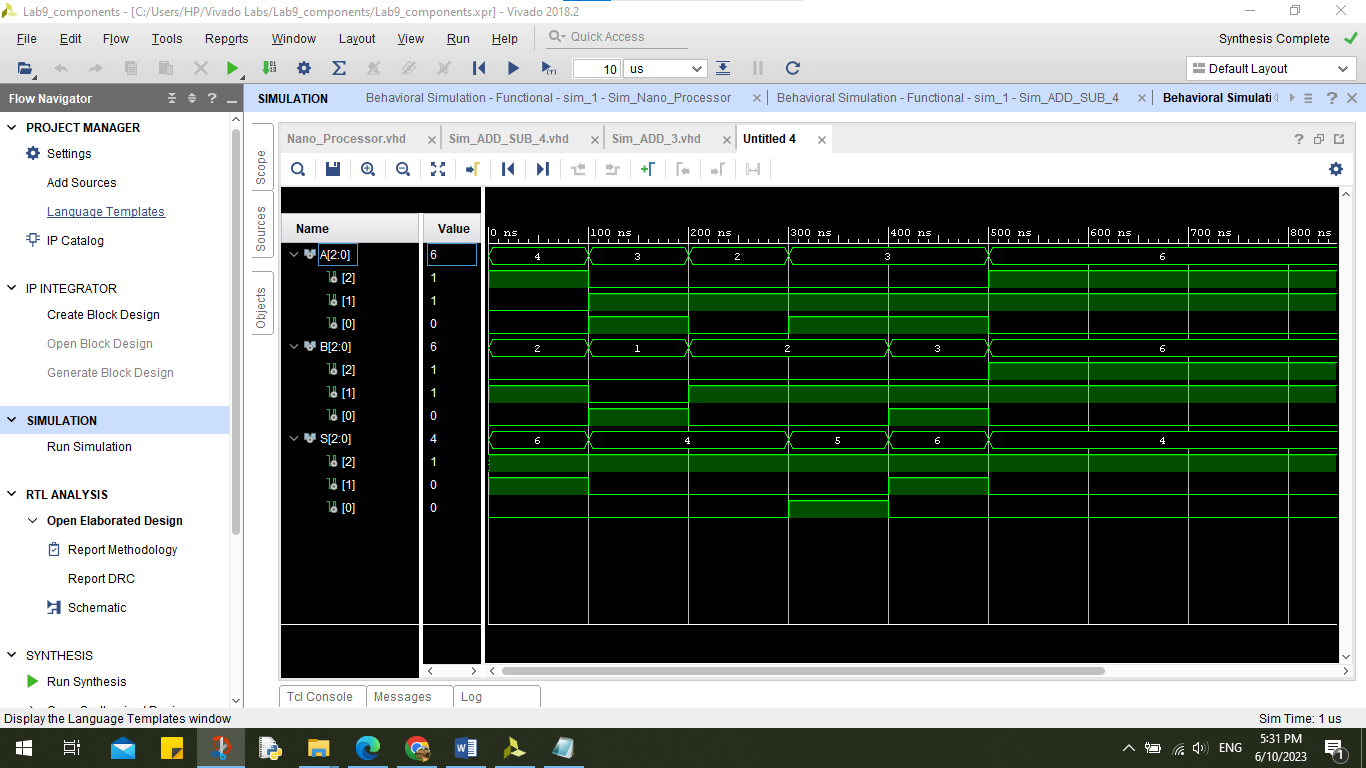 Lab9_components - [C:/Users/HP/Vivado Labs/Lab9_components/Lab9_components.xpr] - Vivado 2018.2
File Edit Flow Tools Reports Window Layout View Run Help Quick Access Synthesis Complete
10 us Default Layout
Flow Navigator
PROJECT MANAGER
Settings
Add Sources
Language Templates
IP Catalog
IP INTEGRATOR
Create Block Design
Open Block Design
Generate Block Design
SIMULATION
Run Simulation
RTL ANALYSIS
Open Elaborated Design
Report Methodology
Report DRC
Schematic
SYNTHESIS
Run Synthesis
SIMULATION Behavioral Simulation - Functional - sim_1 - Sim_Nano_Processor Behavioral Simulation - Functional - sim_1 - Sim_ADD_SUB_4 Behavioral Simulati
Scope
Sources
Objects
Nano_Processor.vhd Sim_ADD_SUB_4.vhd Sim_ADD_3.vhd Untitled 4
Name Value 0 ns 100 ns 200 ns 300 ns 400 ns 500 ns 600 ns 700 ns 800 ns
A[2:0] 6 4 3 2 3 6
[2] 1
[1] 1
[0] 0
B[2:0] 6 2 1 2 3 6
[2] 1
[1] 1
[0] 0
S[2:0] 4 6 4 5 6 4
[2] 1
[1] 0
[0] 0
Tcl Console Messages Log
Display the Language Templates window Sim Time: 1 us
ENG
5:31 PM
6/10/2023
1